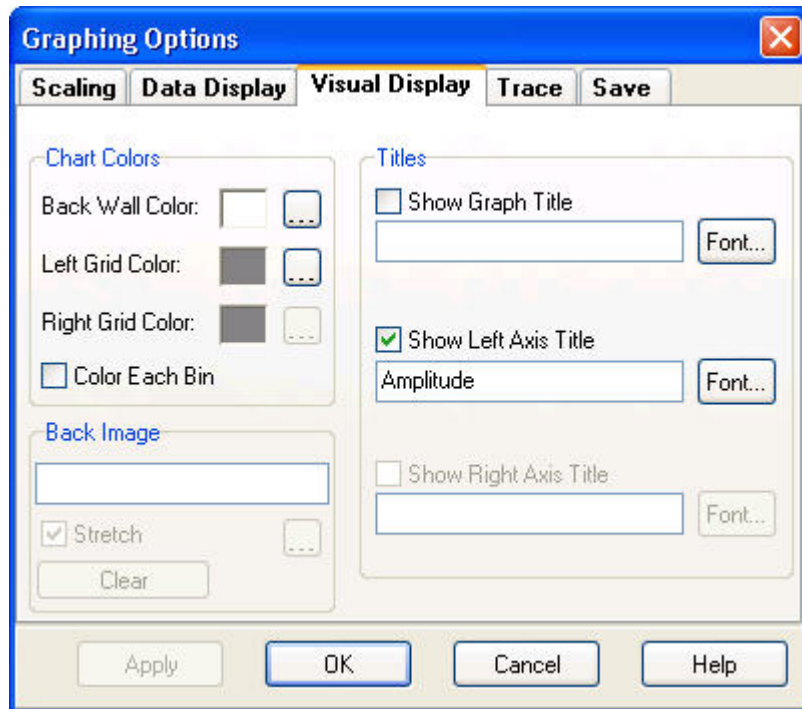 Graphing Options
Scaling Data Display Visual Display Trace Save
Chart Colors
Back Wall Color: ...
Left Grid Color: ...
Right Grid Color: ...
Color Each Bin
Back Image
Stretch ...
Clear
Titles
Show Graph Title
Font...
Show Left Axis Title
Amplitude Font...
Show Right Axis Title
Font...
Apply OK Cancel Help